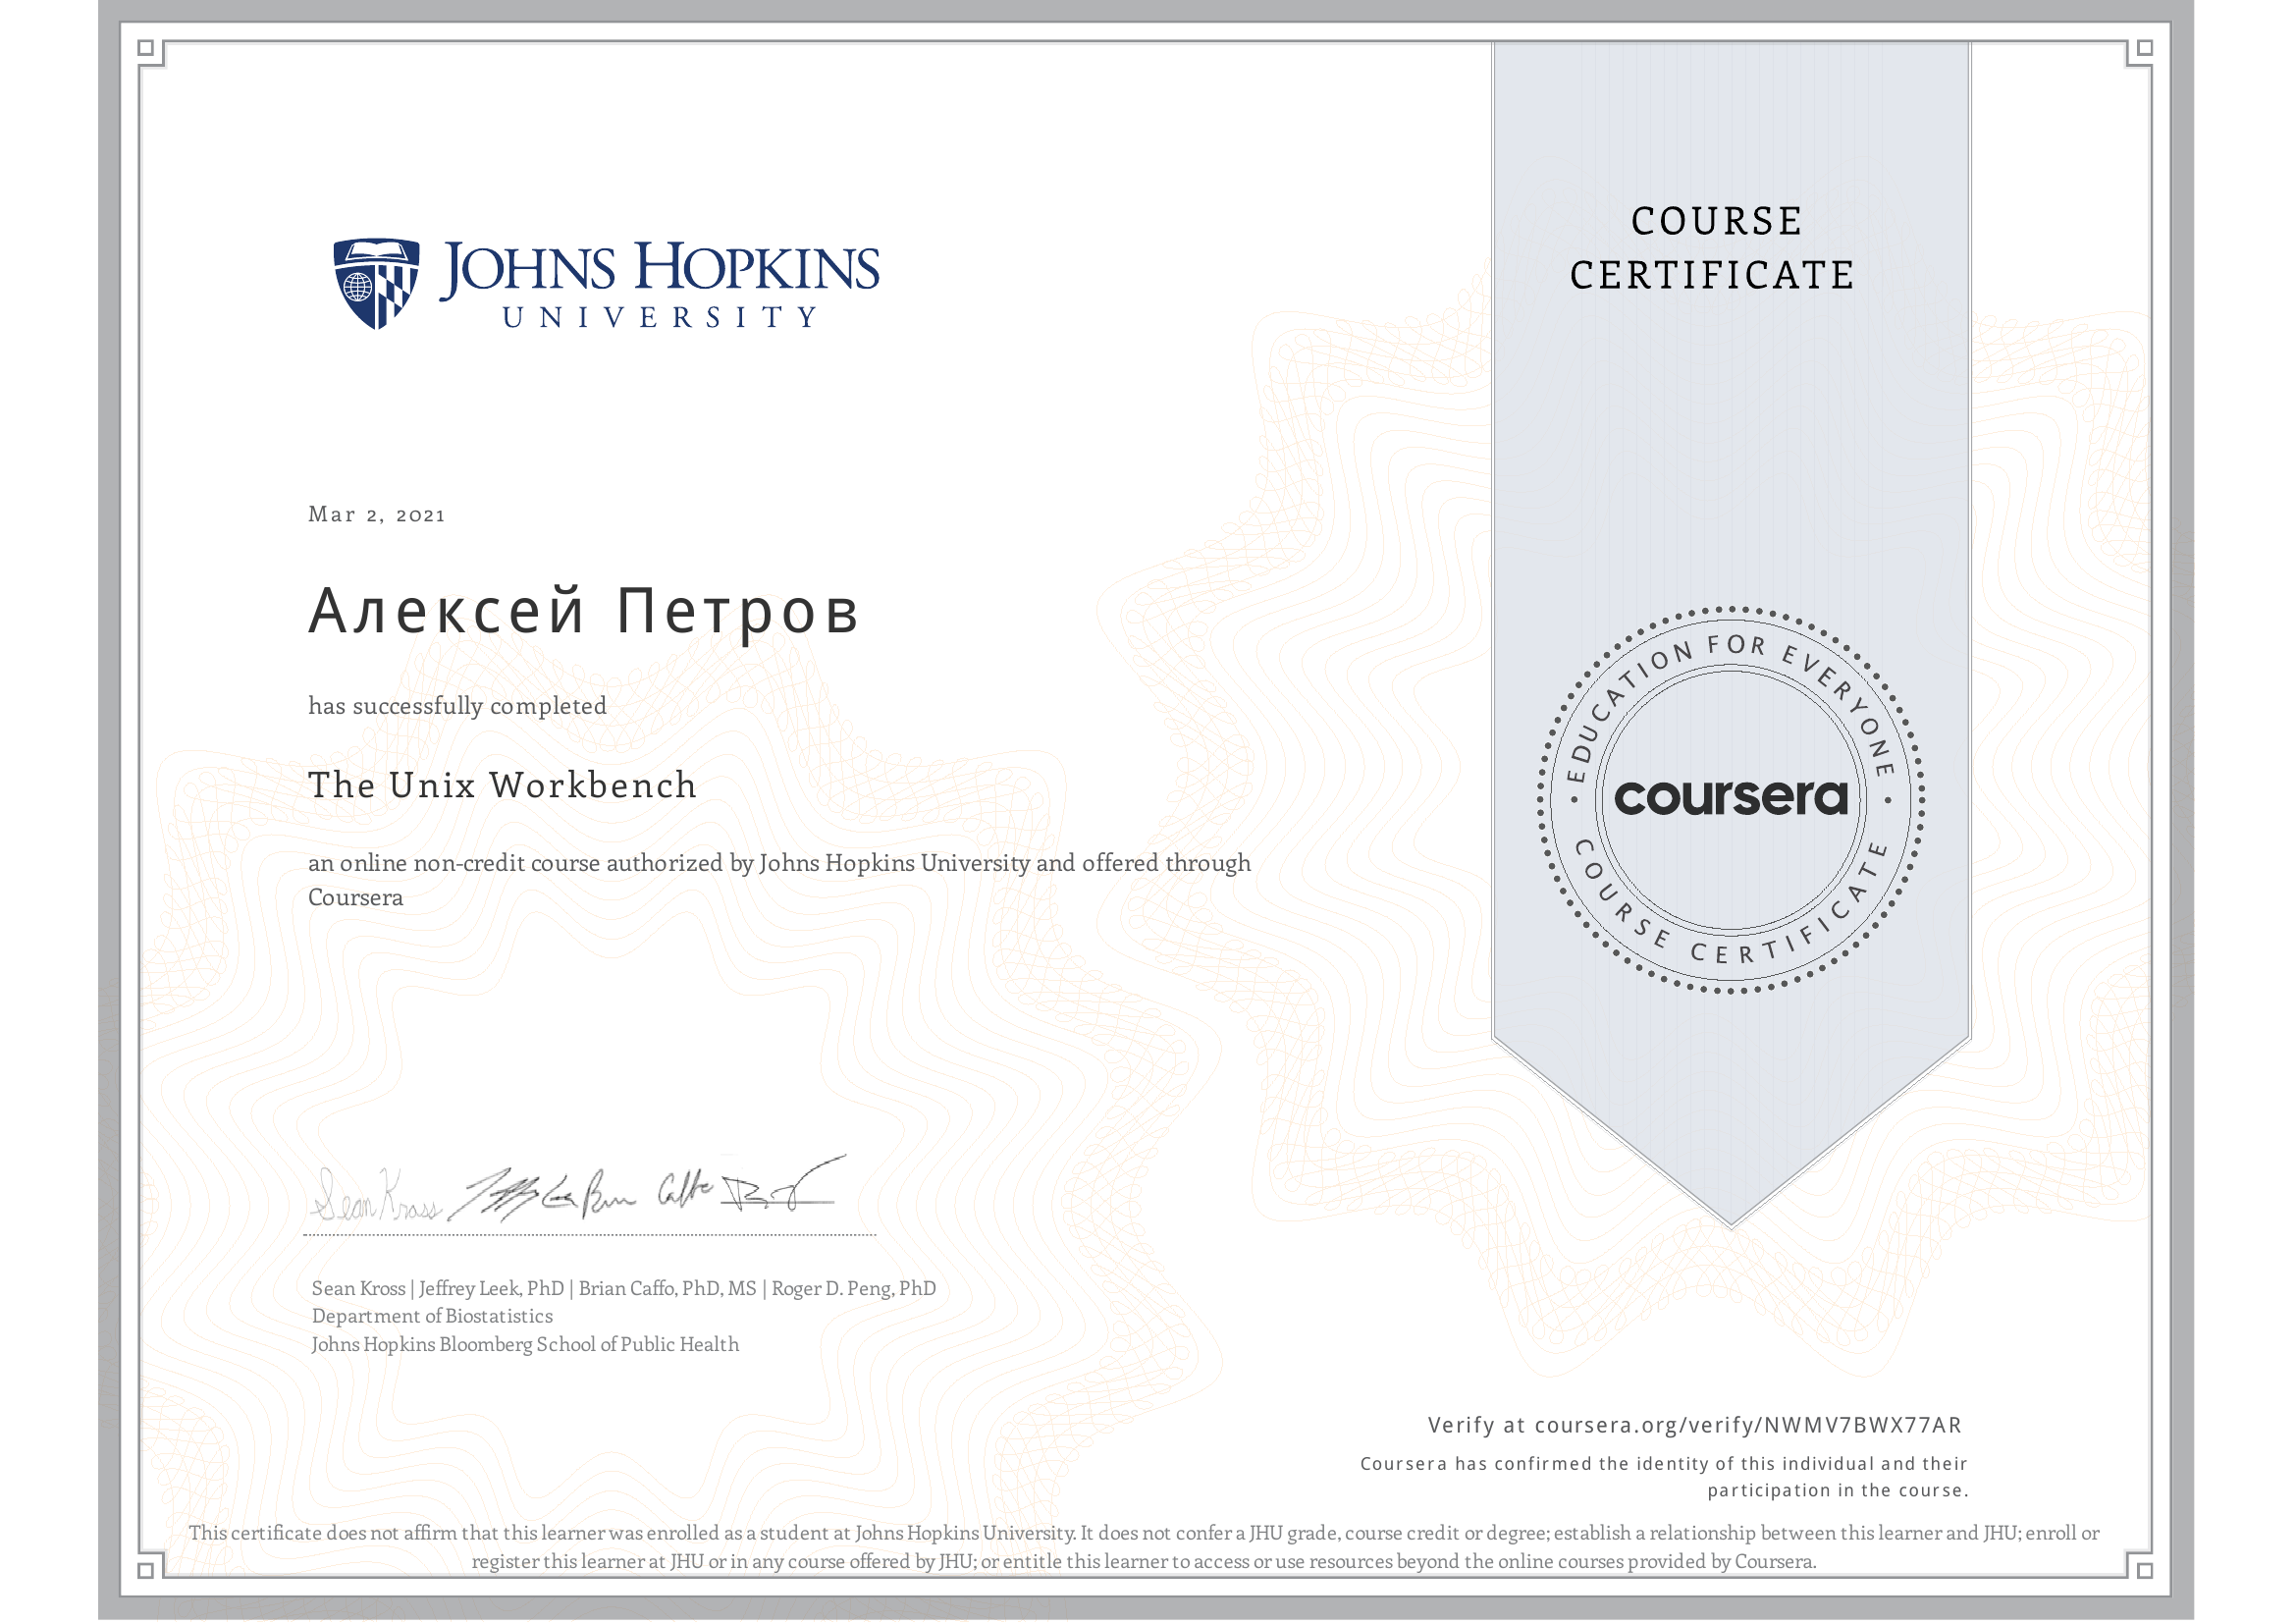 JOHNS HOPKINS
UNIVERSITY
COURSE
CERTIFICATE
Mar 2, 2021
Алексей Петров
has successfully completed
The Unix Workbench
an online non-credit course authorized by Johns Hopkins University and offered through
Coursera
EDUCATION FOR EVERYONE
coursera
COURSE CERTIFICATE
Sean Kross
Sean Kross | Jeffrey Leek, PhD | Brian Caffo, PhD, MS | Roger D. Peng, PhD
Department of Biostatistics
Johns Hopkins Bloomberg School of Public Health
Verify at coursera.org/verify/NWMV7BWX77AR
Coursera has confirmed the identity of this individual and their
participation in the course.
This certificate does not affirm that this learner was enrolled as a student at Johns Hopkins University. It does not confer a JHU grade, course credit or degree; establish a relationship between this learner and JHU; enroll or
register this learner at JHU or in any course offered by JHU; or entitle this learner to access or use resources beyond the online courses provided by Coursera.